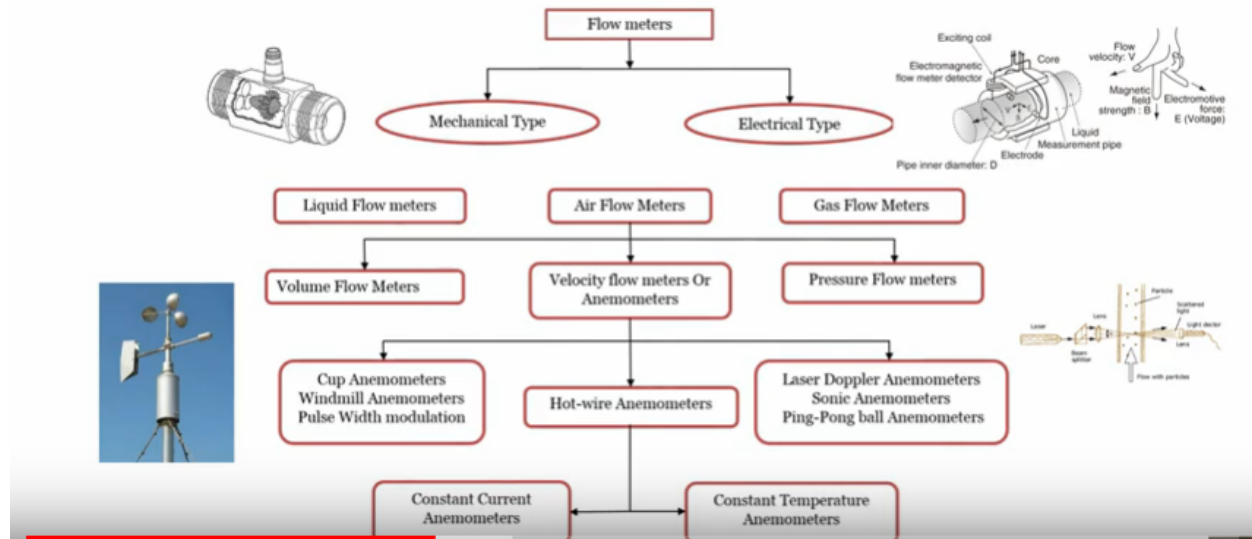 Flow meters
Mechanical Type
Electrical Type
Exciting coil
Core
Electromagnetic
flow meter detector
Liquid
Measurement pipe
Electrode
Pipe inner diameter: D
Flow
velocity: V
Magnetic
field
strength : B
Electromotive
force:
E (Voltage)
Liquid Flow meters
Air Flow Meters
Gas Flow Meters
Volume Flow Meters
Velocity flow meters Or
Anemometers
Pressure Flow meters
Particle
Scattered
light
Lens
Laser
Light dector
Beam
splitter
Lens
Flow with particles
Cup Anemometers
Windmill Anemometers
Pulse Width modulation
Hot-wire Anemometers
Laser Doppler Anemometers
Sonic Anemometers
Ping-Pong ball Anemometers
Constant Current
Anemometers
Constant Temperature
Anemometers